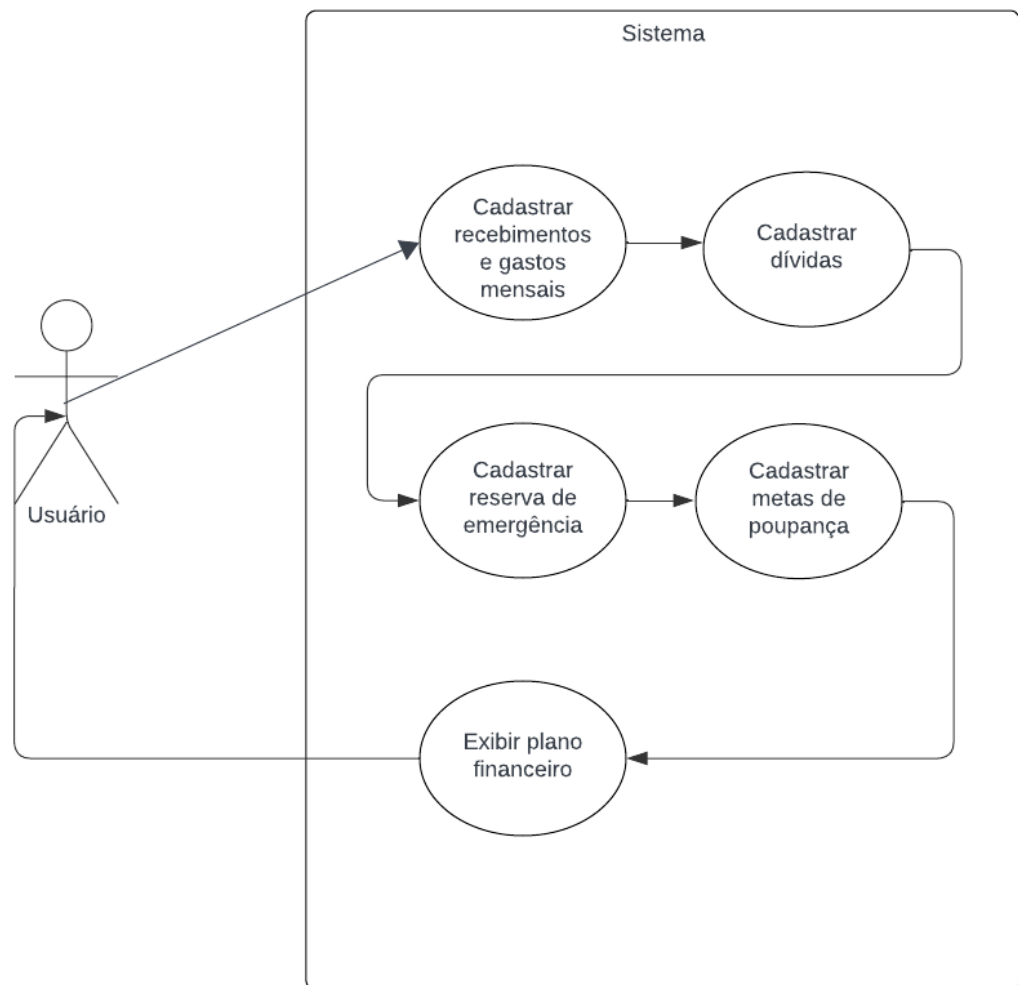 Sistema
Cadastrar
recebimentos
e gastos
mensais
Cadastrar
dívidas
Usuário
Cadastrar
reserva de
emergência
Cadastrar
metas de
poupança
Exibir plano
financeiro